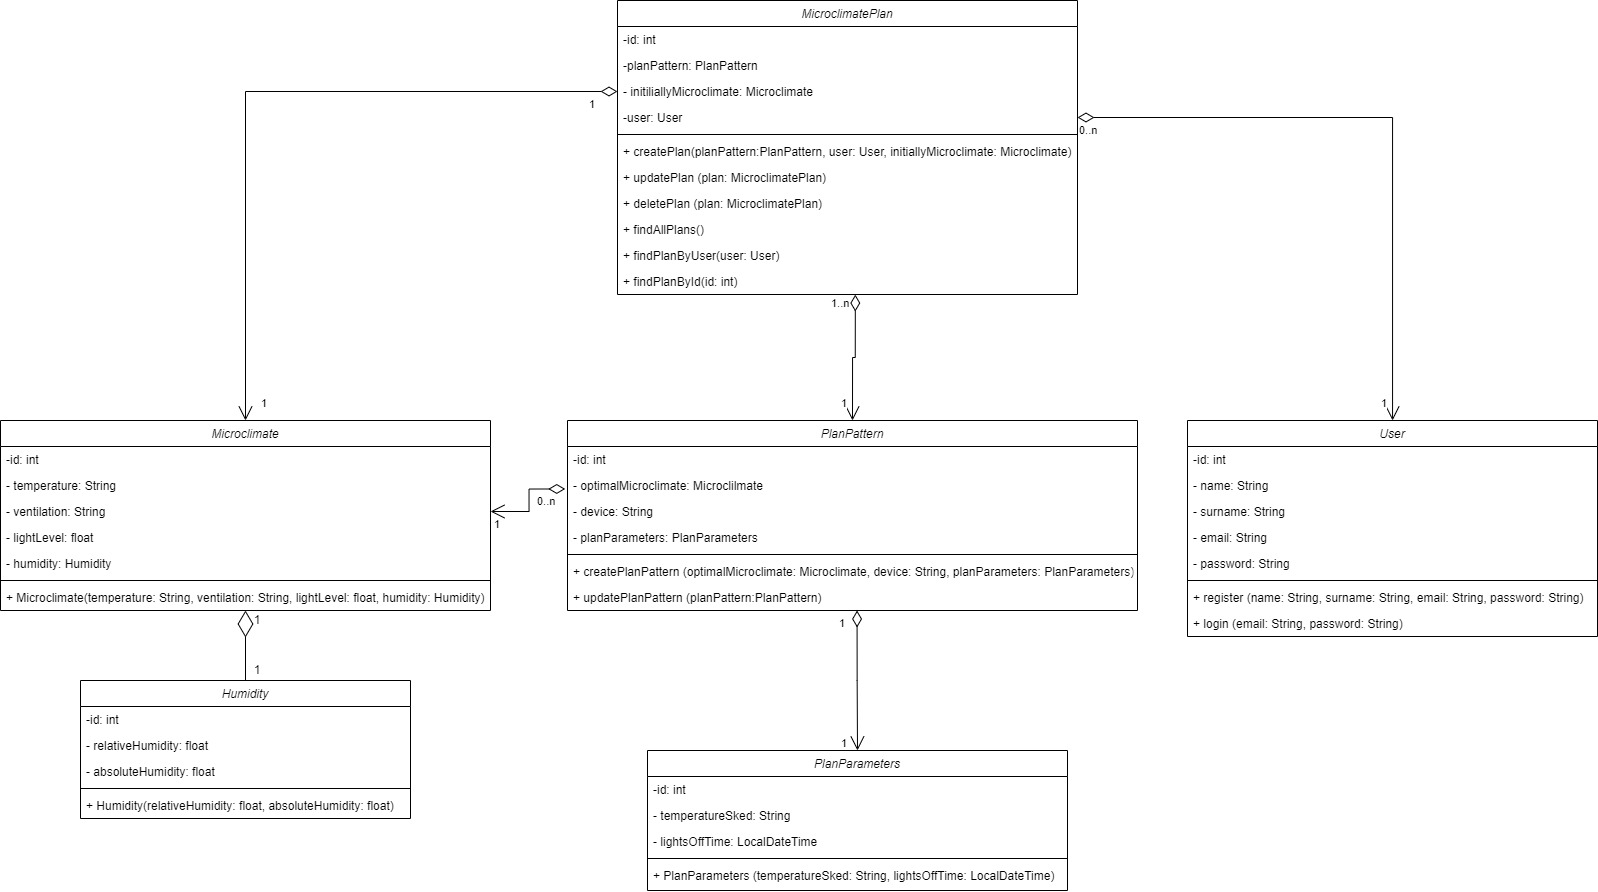 MicroclimatePlan
-id: int
-planPattern: PlanPattern
- initiliallyMicroclimate: Microclimate
-user: User
+ createPlan(planPattern:PlanPattern, user: User, initiallyMicroclimate: Microclimate)
+ updatePlan (plan: MicroclimatePlan)
+ deletePlan (plan: MicroclimatePlan)
+ findAllPlans()
+ findPlanByUser(user: User)
+ findPlanById(id: int)
1
0..n
1..n
1
1
1
Microclimate
-id: int
- temperature: String
- ventilation: String
- lightLevel: float
- humidity: Humidity
+ Microclimate(temperature: String, ventilation: String, lightLevel: float, humidity: Humidity)
0..n
1
PlanPattern
-id: int
- optimalMicroclimate: Microclilmate
- device: String
- planParameters: PlanParameters
+ createPlanPattern (optimalMicroclimate: Microclimate, device: String, planParameters: PlanParameters)
+ updatePlanPattern (planPattern:PlanPattern)
User
-id: int
- name: String
- surname: String
- email: String
- password: String
+ register (name: String, surname: String, email: String, password: String)
+ login (email: String, password: String)
1
1
Humidity
-id: int
- relativeHumidity: float
- absoluteHumidity: float
+ Humidity(relativeHumidity: float, absoluteHumidity: float)
1
1
PlanParameters
-id: int
- temperatureSked: String
- lightsOffTime: LocalDateTime
+ PlanParameters (temperatureSked: String, lightsOffTime: LocalDateTime)